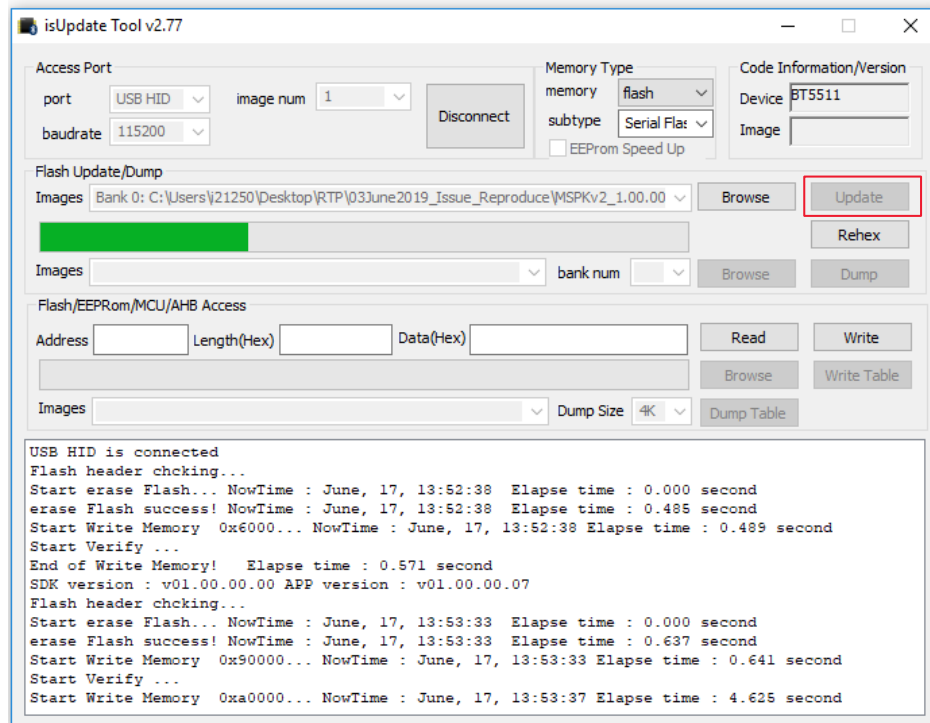 isUpdate Tool v2.77
Access Port
port USB HID image num 1
baudrate 115200
Disconnect
Memory Type
memory flash
subtype Serial Flas
EEProm Speed Up
Code Information/Version
Device BT5511
Image
Flash Update/Dump
Images Bank 0: C:\Users\j21250\Desktop\RTP\03June2019_Issue_Reproduce\MSPKv2_1.00.00 Browse Update
Rehex
Images bank num Browse Dump
Flash/EEPRom/MCU/AHB Access
Address Length(Hex) Data(Hex) Read Write
Browse Write Table
Images Dump Size 4K Dump Table
USB HID is connected
Flash header chcking...
Start erase Flash... NowTime : June, 17, 13:52:38 Elapse time : 0.000 second
erase Flash success! NowTime : June, 17, 13:52:38 Elapse time : 0.485 second
Start Write Memory 0x6000... NowTime : June, 17, 13:52:38 Elapse time : 0.489 second
Start Verify ...
End of Write Memory! Elapse time : 0.571 second
SDK version : v01.00.00.00 APP version : v01.00.00.07
Flash header chcking...
Start erase Flash... NowTime : June, 17, 13:53:33 Elapse time : 0.000 second
erase Flash success! NowTime : June, 17, 13:53:33 Elapse time : 0.637 second
Start Write Memory 0x90000... NowTime : June, 17, 13:53:33 Elapse time : 0.641 second
Start Verify ...
Start Write Memory 0xa0000... NowTime : June, 17, 13:53:37 Elapse time : 4.625 second